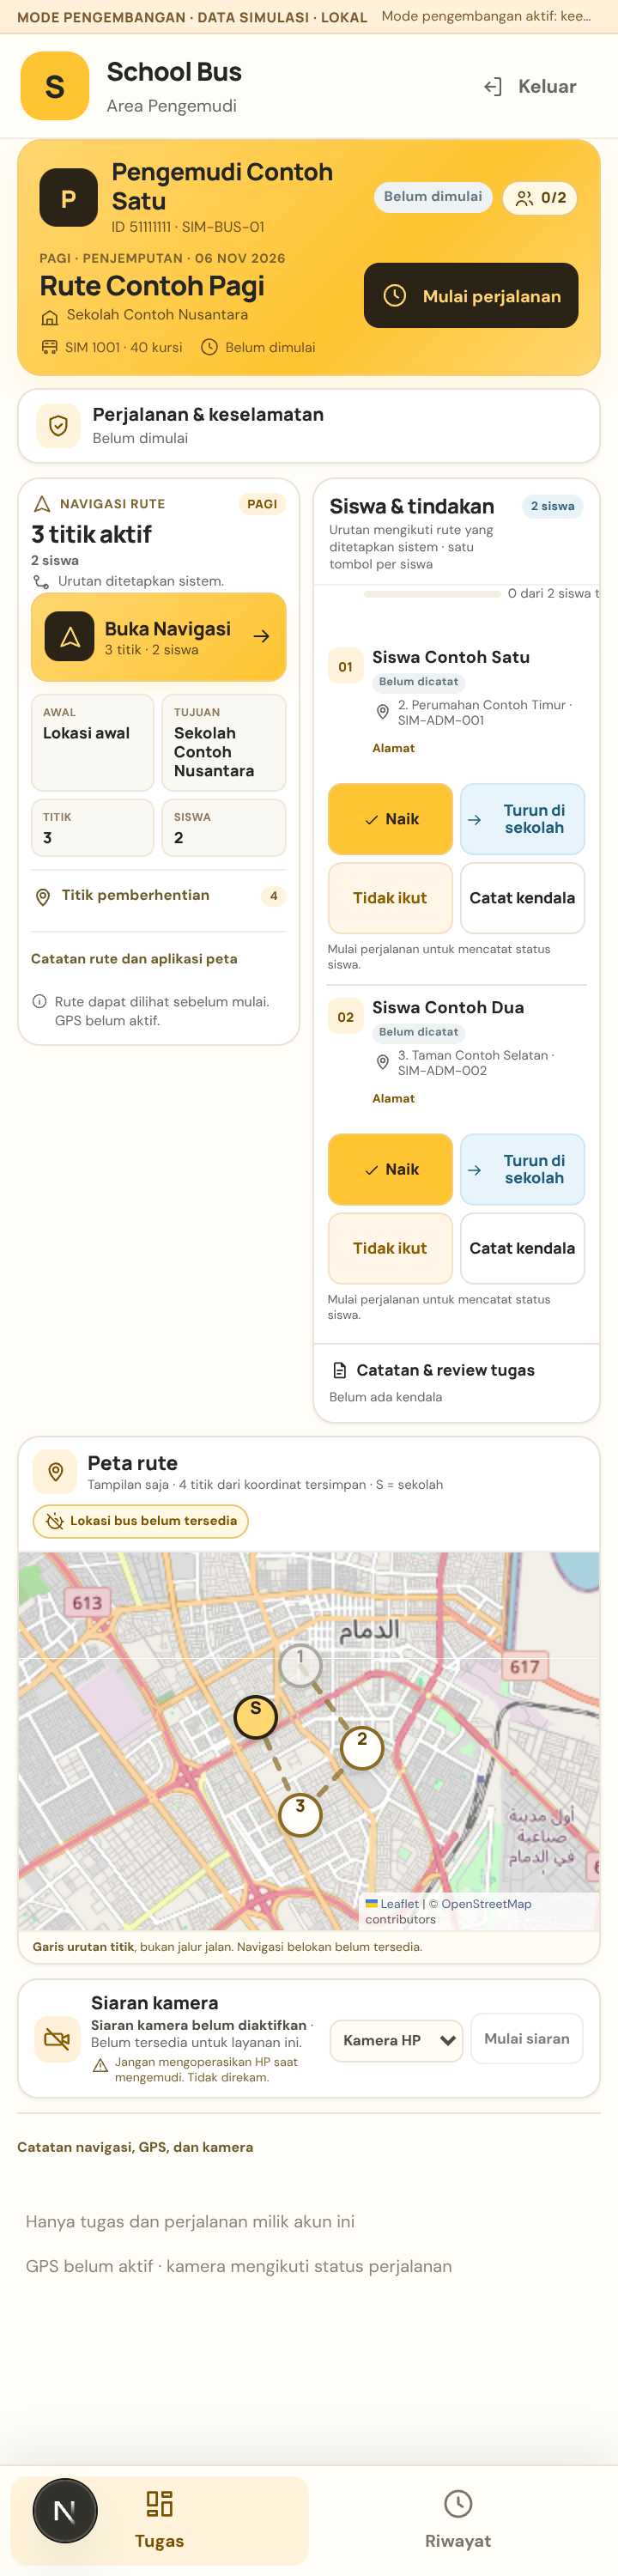 MODE PENGEMBANGAN · DATA SIMULASI · LOKAL Mode pengembangan aktif: kee...
S
School Bus
Area Pengemudi
Keluar
P
Pengemudi Contoh
Satu
ID 51111111 · SIM-BUS-01
Belum dimulai
0/2
PAGI · PENJEMPUTAN · 06 NOV 2026
Rute Contoh Pagi
Sekolah Contoh Nusantara
SIM 1001 · 40 kursi
Belum dimulai
Mulai perjalanan
Perjalanan & keselamatan
Belum dimulai
NAVIGASI RUTE
PAGI
3 titik aktif
2 siswa
Urutan ditetapkan sistem.
Buka Navigasi
3 titik · 2 siswa
AWAL
Lokasi awal
TUJUAN
Sekolah
Contoh
Nusantara
TITIK
3
SISWA
2
Titik pemberhentian
4
Catatan rute dan aplikasi peta
Rute dapat dilihat sebelum mulai.
GPS belum aktif.
Siswa & tindakan
2 siswa
Urutan mengikuti rute yang
ditetapkan sistem · satu
tombol per siswa
0 dari 2 siswa t
01
Siswa Contoh Satu
Belum dicatat
2. Perumahan Contoh Timur ·
SIM-ADM-001
Alamat
Naik
Turun di
sekolah
Tidak ikut
Catat kendala
Mulai perjalanan untuk mencatat status
siswa.
02
Siswa Contoh Dua
Belum dicatat
3. Taman Contoh Selatan ·
SIM-ADM-002
Alamat
Naik
Turun di
sekolah
Tidak ikut
Catat kendala
Mulai perjalanan untuk mencatat status
siswa.
Catatan & review tugas
Belum ada kendala
Peta rute
Tampilan saja · 4 titik dari koordinat tersimpan · S = sekolah
Lokasi bus belum tersedia
613
الدمام
1
617
S
2
3
أول مدينة
صناعية
في الدمام
6
Leaflet | © OpenStreetMap
contributors
Garis urutan titik, bukan jalur jalan. Navigasi belokan belum tersedia.
Siaran kamera
Siaran kamera belum diaktifkan ·
Belum tersedia untuk layanan ini.
Jangan mengoperasikan HP saat
mengemudi. Tidak direkam.
Kamera HP
Mulai siaran
Catatan navigasi, GPS, dan kamera
Hanya tugas dan perjalanan milik akun ini
GPS belum aktif · kamera mengikuti status perjalanan
N
Tugas
Riwayat